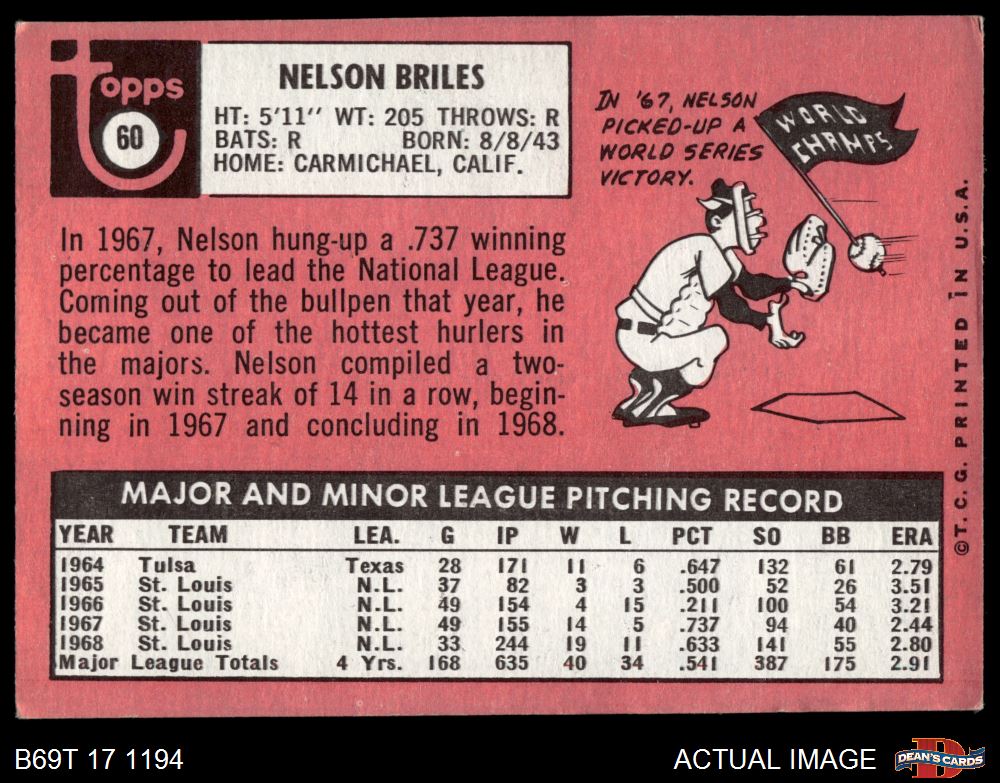 topps
60
NELSON BRILES
HT: 5'11'' WT: 205 THROWS: R
BATS: R BORN: 8/8/43
HOME: CARMICHAEL, CALIF.
IN '67, NELSON
PICKED-UP A
WORLD SERIES
VICTORY.
WORLD
CHAMPS
In 1967, Nelson hung-up a .737 winning
percentage to lead the National League.
Coming out of the bullpen that year, he
became one of the hottest hurlers in
the majors. Nelson compiled a two-
season win streak of 14 in a row, begin-
ning in 1967 and concluding in 1968.
©T.C.G. PRINTED IN U.S.A.
MAJOR AND MINOR LEAGUE PITCHING RECORD
YEAR TEAM LEA. G IP W L PCT SO BB ERA
1964 Tulsa Texas 28 171 11 6 .647 132 61 2.79
1965 St. Louis N.L. 37 82 3 3 .500 52 26 3.51
1966 St. Louis N.L. 49 154 4 15 .211 100 54 3.21
1967 St. Louis N.L. 49 155 14 5 .737 94 40 2.44
1968 St. Louis N.L. 33 244 19 11 .633 141 55 2.80
Major League Totals 4 Yrs. 168 635 40 34 .541 387 175 2.91
B69T 17 1194
ACTUAL IMAGE
DEAN'S CARDS